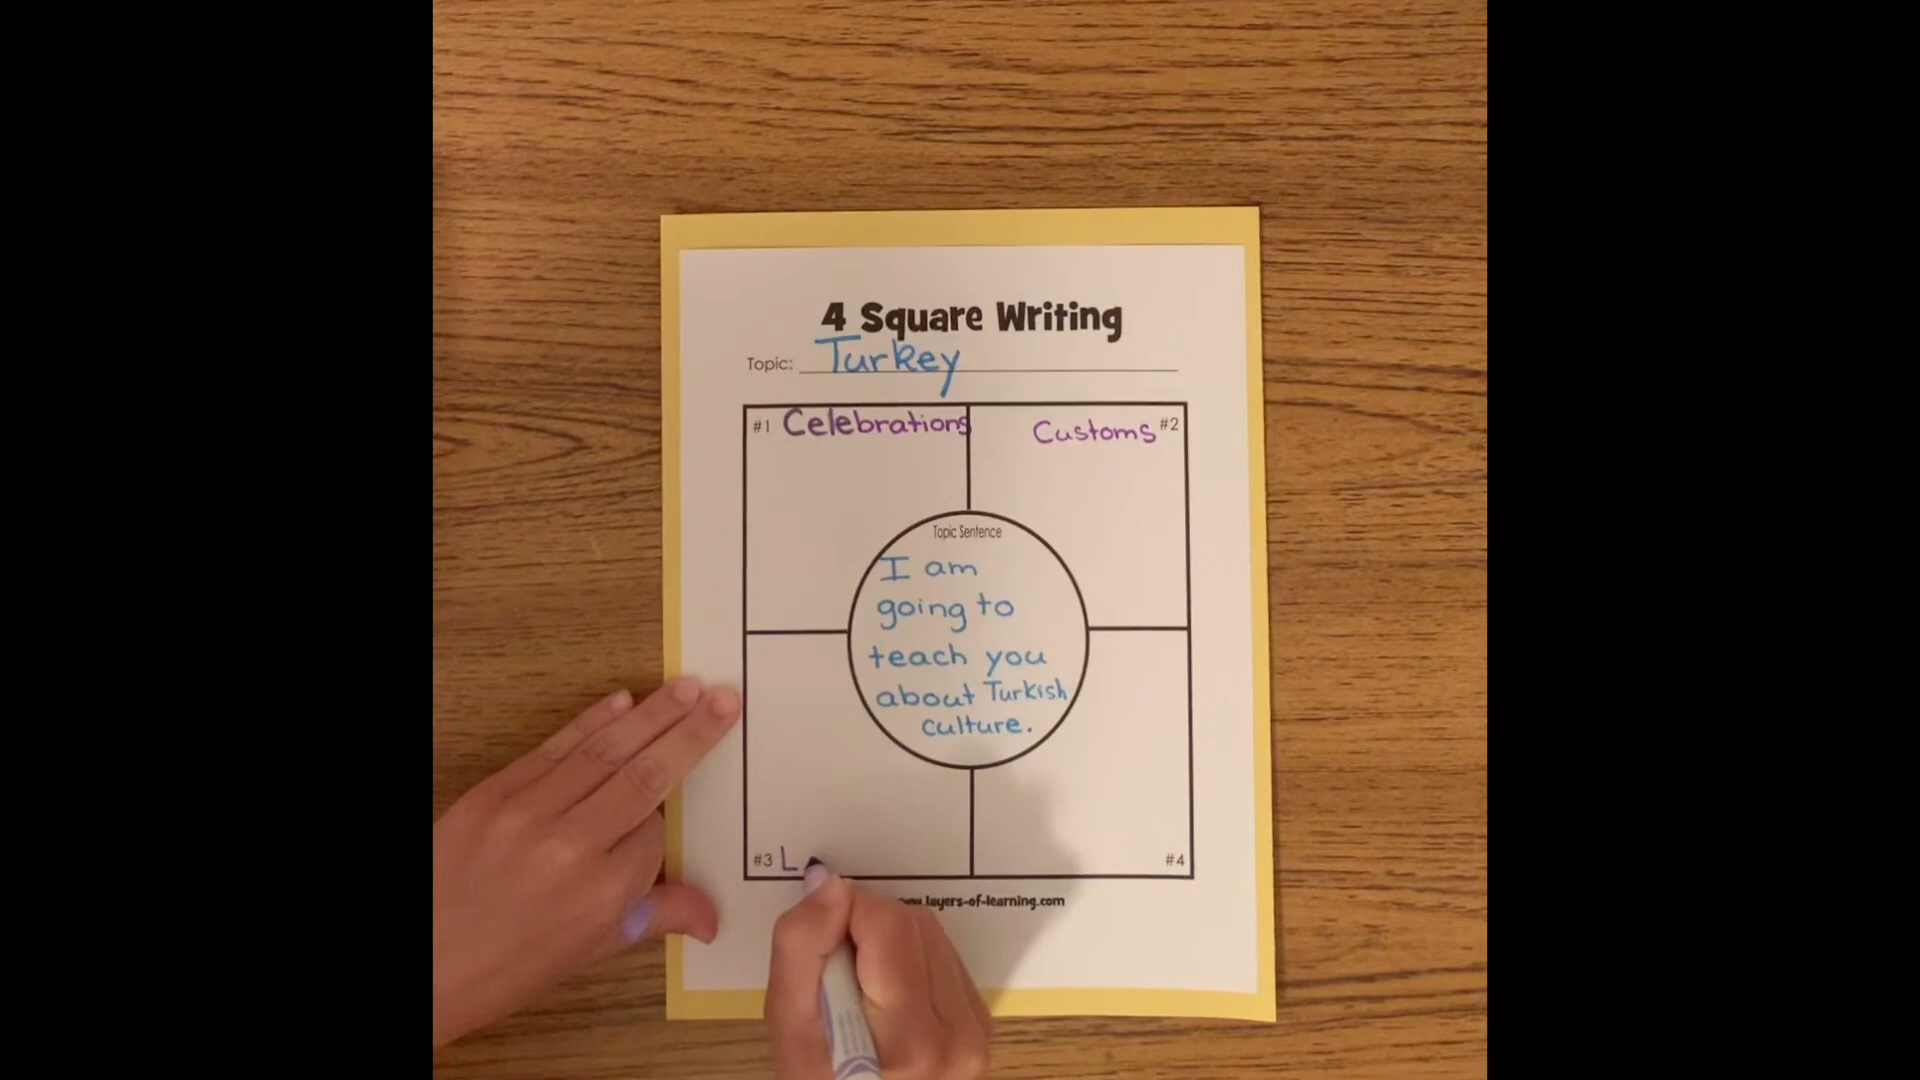 4 Square Writing
Topic: Turkey
#1 Celebrations
Customs #2
Topic Sentence
I am
going to
teach you
about Turkish
culture.
#3 L
#4
layers-of-learning.com